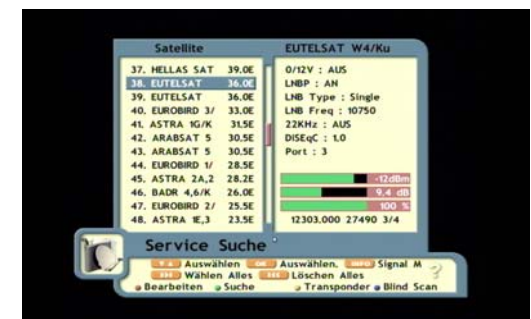 Satellite
EUTELSAT W4/Ku
37. HELLAS SAT 39.0E
38. EUTELSAT 36.0E
39. EUTELSAT 36.0E
40. EUROBIRD 3/ 33.0E
41. ASTRA 1G/K 31.5E
42. ARABSAT 5 30.5E
43. ARABSAT 5 30.5E
44. EUROBIRD 1/ 28.5E
45. ASTRA 2A,2 28.2E
46. BADR 4,6/K 26.0E
47. EUROBIRD 2/ 25.5E
48. ASTRA 1E,3 23.5E
0/12V : AUS
LNBP : AN
LNB Type : Single
LNB Freq : 10750
22KHz : AUS
DiSEqC : 1.0
Port : 3
-12dBm
9.4 dB
100 %
12303.000 27490 3/4
Service Suche
Auswählen OK Auswählen. INFO Signal M
Wählen Alles Löschen Alles
Bearbeiten Suche Transponder Blind Scan